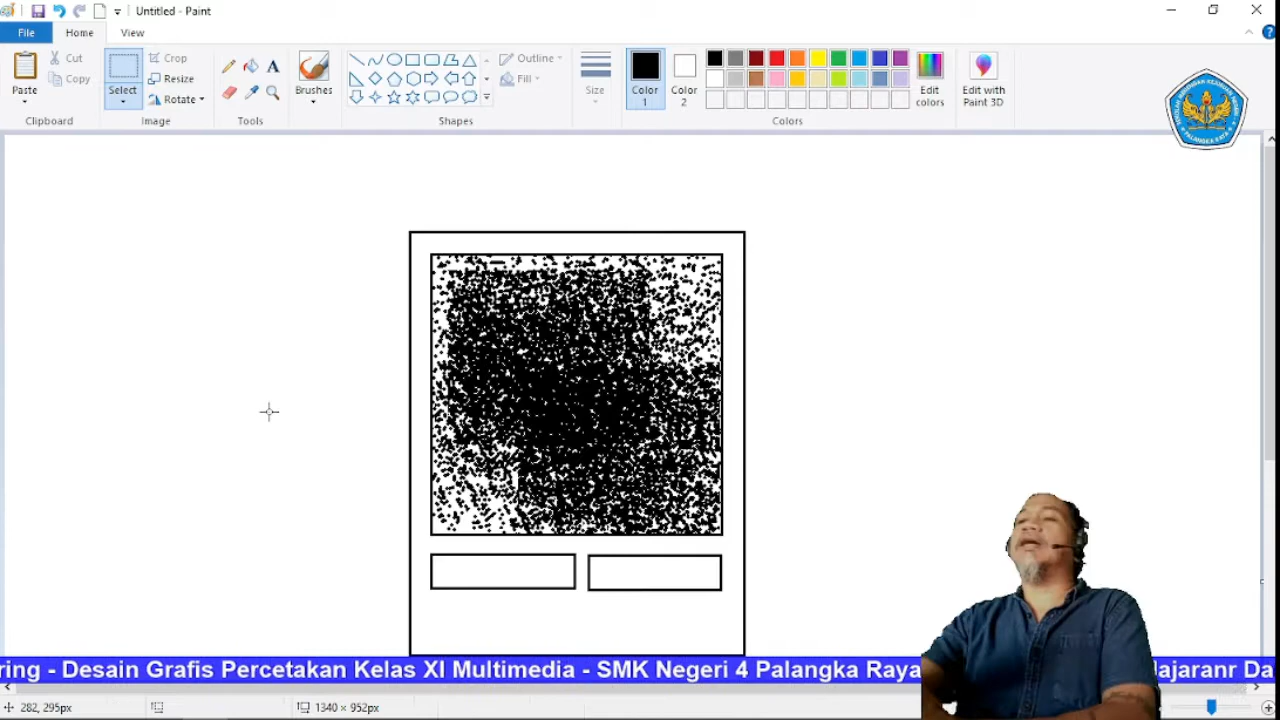 Untitled - Paint
File
Home
View
Paste
Cut
Copy
Clipboard
Select
Crop
Resize
Rotate
Image
A
Tools
Brushes
Outline
Fill
Shapes
Size
Color 1
Color 2
Edit colors
Colors
Edit with Paint 3D
PALANGKA RAYA
ring - Desain Grafis Percetakan Kelas XI Multimedia - SMK Negeri 4 Palangka Raya
lajaranr Da
282, 295px
1340 × 952px